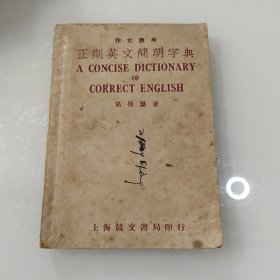 作文應用
正則英文簡明字典
A CONCISE DICTIONARY
OF
CORRECT ENGLISH
葛傳槼著
上海競文書局印行